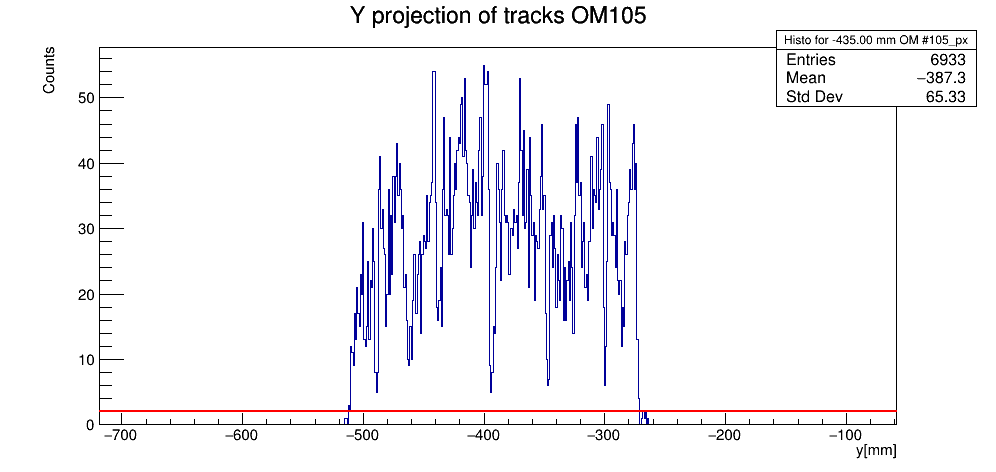 Y projection of tracks OM105
Histo for -435.00 mm OM #105_px
Entries 6933
Mean −387.3
Std Dev 65.33
Counts
50
40
30
20
10
0
−700 −600 −500 −400 −300 −200 −100
y[mm]